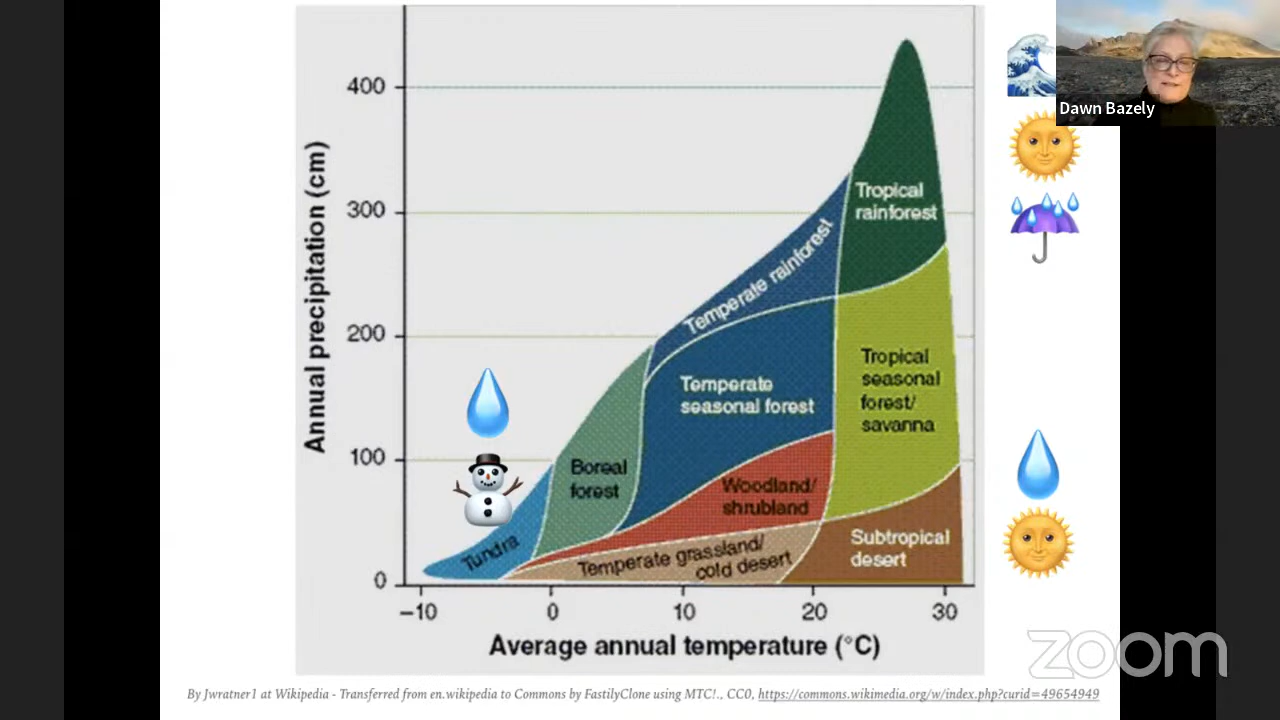 Dawn Bazely
400
300
200
100
0
Annual precipitation (cm)
Tropical
rainforest
Temperate rainforest
Temperate
seasonal forest
Tropical
seasonal
forest/
savanna
Boreal
forest
Woodland/
shrubland
Tundra
Temperate grassland/
cold desert
Subtropical
desert
–10 0 10 20 30
Average annual temperature (°C)
zoom
By Jwratner1 at Wikipedia - Transferred from en.wikipedia to Commons by FastilyClone using MTC!., CC0, https://commons.wikimedia.org/w/index.php?curid=49654949